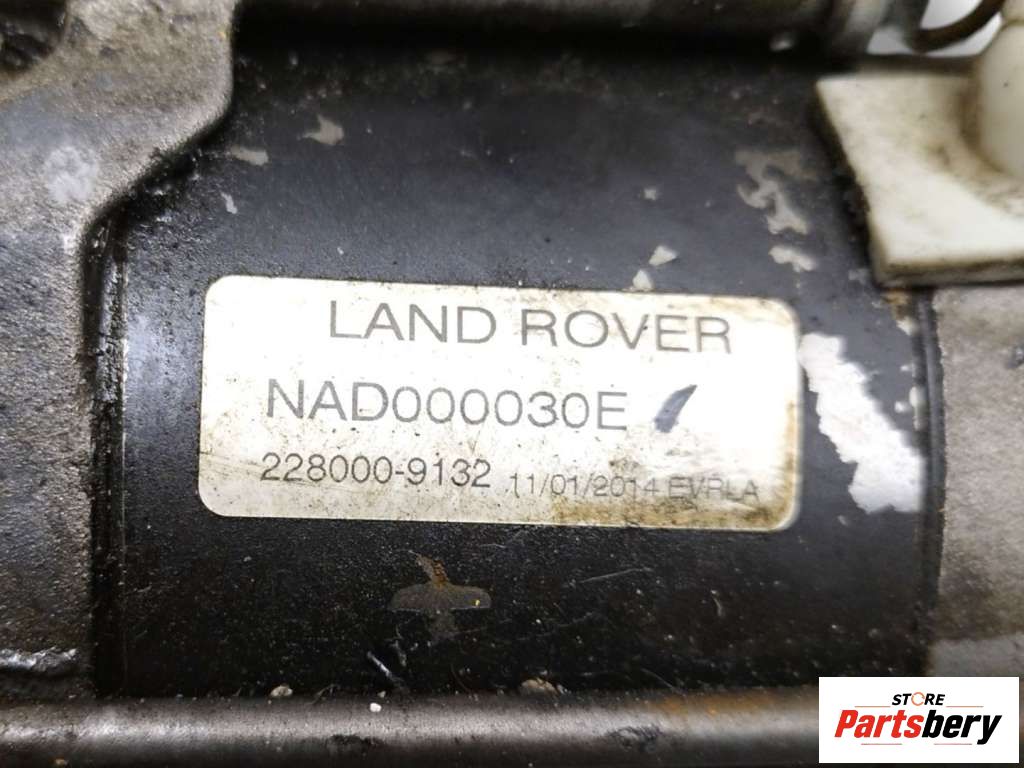 LAND ROVER
NAD000030E
228000-9132 11/01/2014 EVRLA
STORE
Partsbery